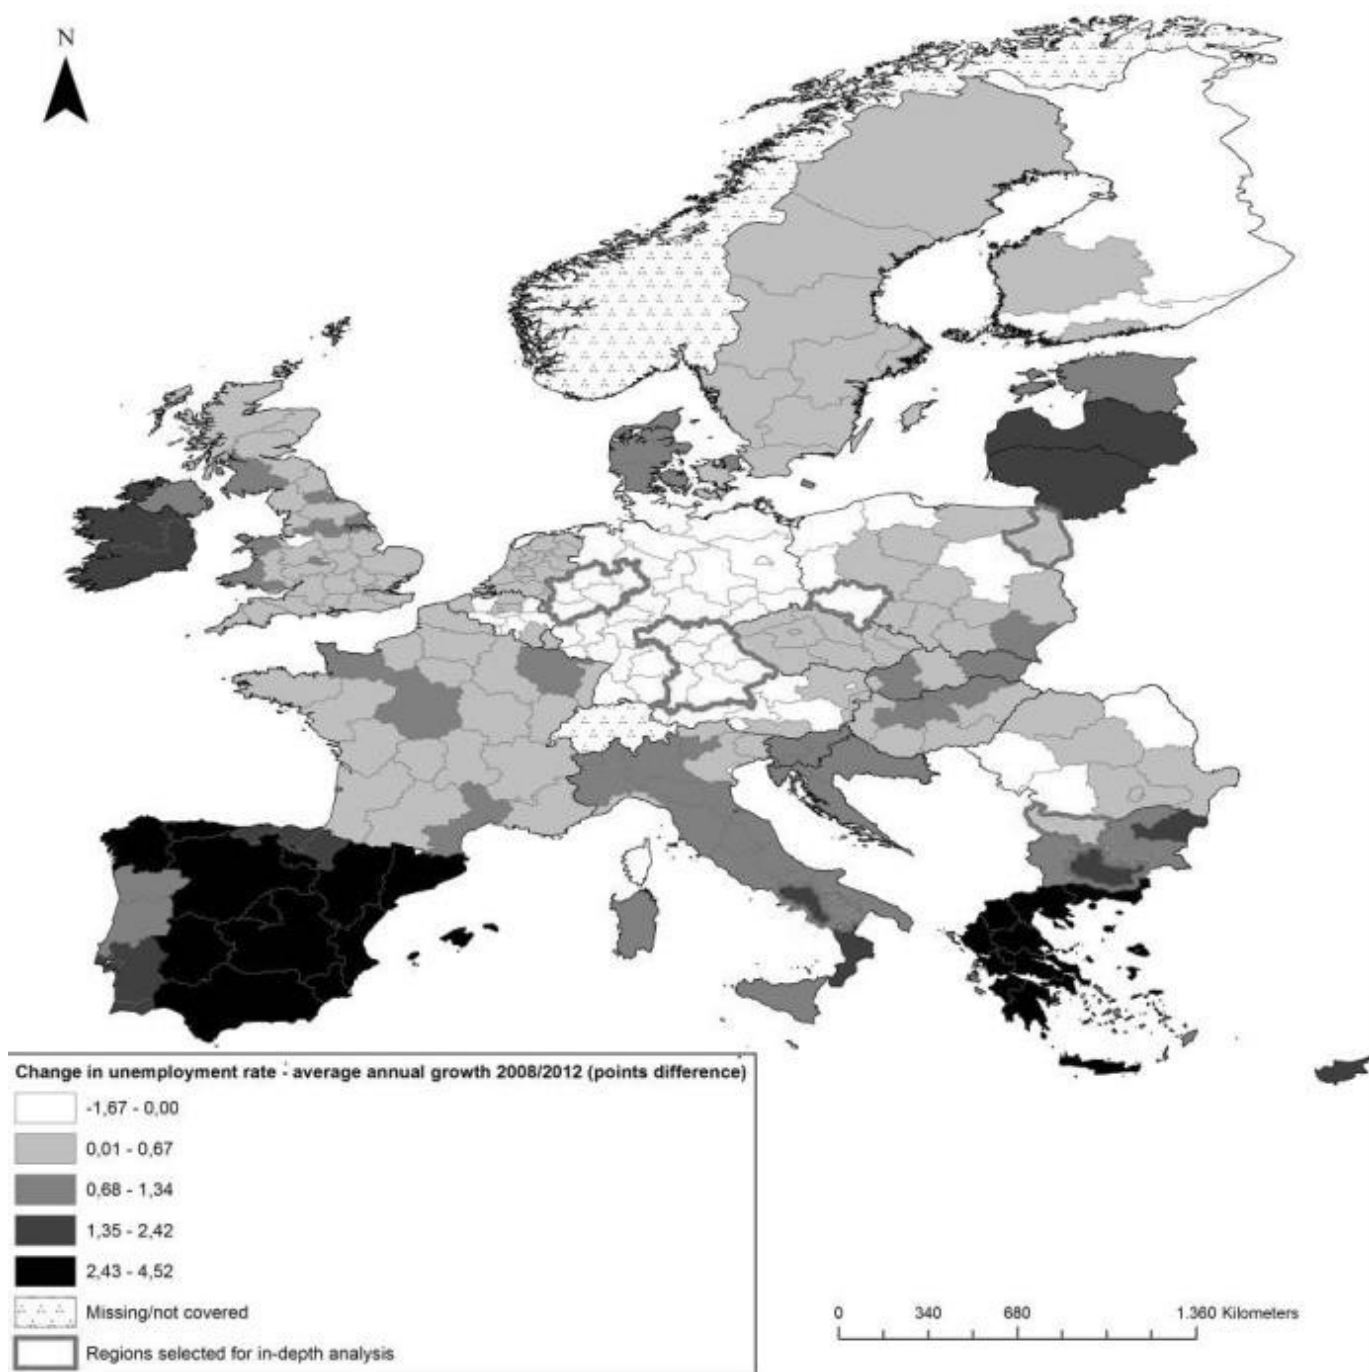 N
Change in unemployment rate - average annual growth 2008/2012 (points difference)
-1,67 - 0,00
0,01 - 0,67
0,68 - 1,34
1,35 - 2,42
2,43 - 4,52
Missing/not covered
Regions selected for in-depth analysis
0 340 680 1.360 Kilometers